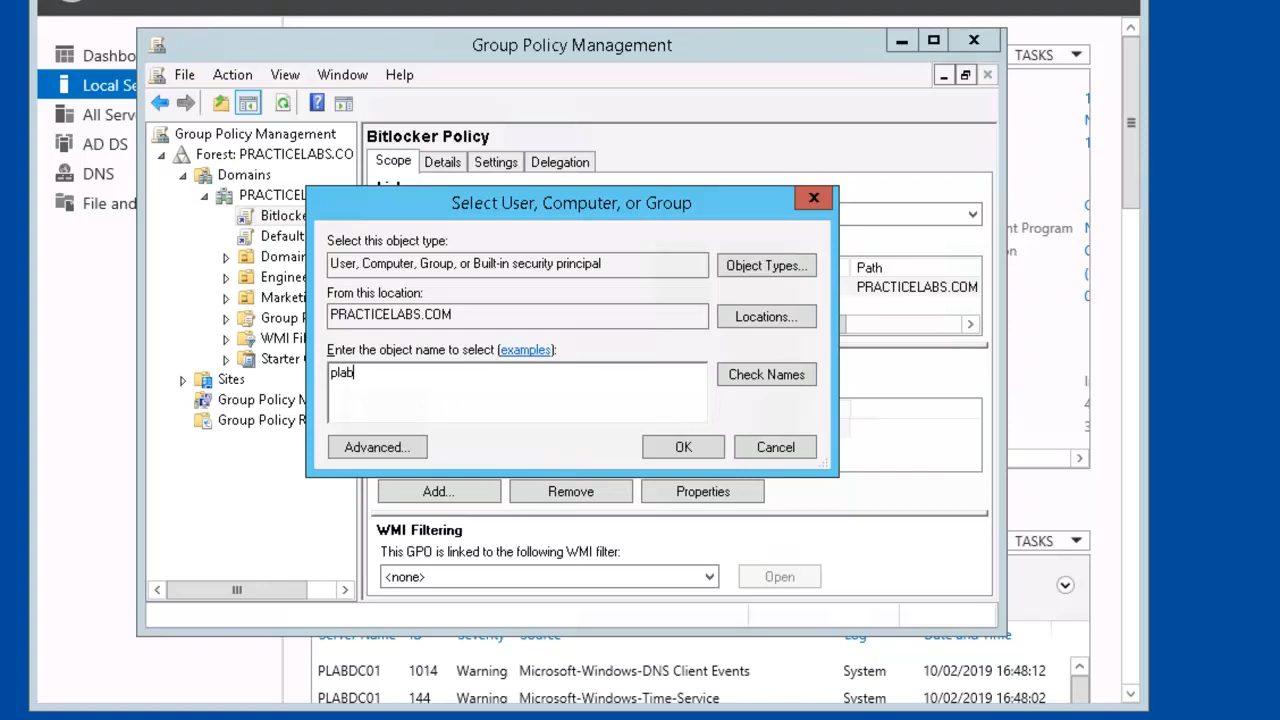 Group Policy Management
TASKS
Dashbo
File Action View Window Help
Local Se
All Serv
Group Policy Management
Bitlocker Policy
AD DS
Forest: PRACTICELABS.CO
Scope Details Settings Delegation
DNS
Domains
File and
PRACTICEL
Select User, Computer, or Group
Bitlocke
nt Program
Default
Select this object type:
Domain
User, Computer, Group, or Built-in security principal
Object Types...
Path
Enginee
From this location:
PRACTICELABS.COM
Marketi
PRACTICELABS.COM
Locations...
Group P
WMI Fil
Enter the object name to select (examples):
Starter
plab
Check Names
Sites
Group Policy M
Group Policy R
Advanced... OK Cancel
Add... Remove Properties
WMI Filtering
This GPO is linked to the following WMI filter:
TASKS
<none>
Open
PLABDC01 1014 Warning Microsoft-Windows-DNS Client Events System 10/02/2019 16:48:12
PLABDC01 144 Warning Microsoft-Windows-Time-Service System 10/02/2019 16:48:02